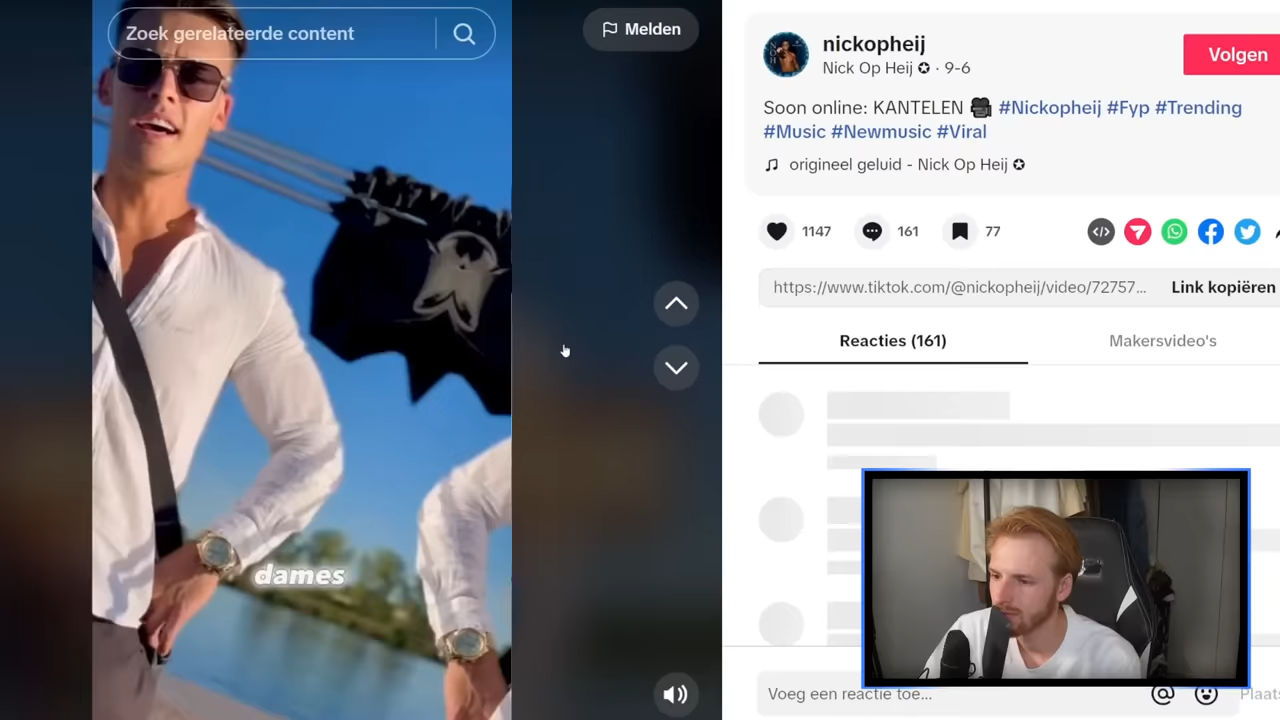 Zoek gerelateerde content
Melden
dames
nickopheij
Nick Op Heij · 9-6
Volgen
Soon online: KANTELEN 🎥 #Nickopheij #Fyp #Trending
#Music #Newmusic #Viral
origineel geluid - Nick Op Heij
1147
161
77
https://www.tiktok.com/@nickopheij/video/72757...
Link kopiëren
Reacties (161)
Makersvideo's
Voeg een reactie toe...